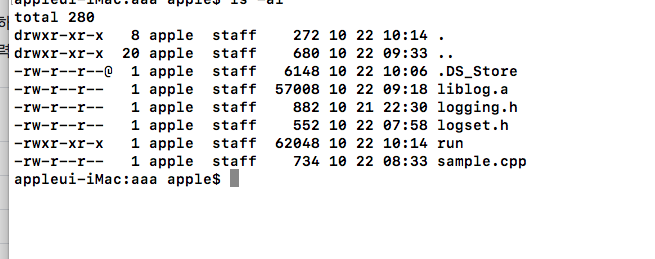 appleui-iMac:aaa apple$ ls -al
total 280
drwxr-xr-x   8 apple  staff    272 10 22 10:14 .
drwxr-xr-x  20 apple  staff    680 10 22 09:33 ..
-rw-r--r--@  1 apple  staff   6148 10 22 10:06 .DS_Store
-rw-r--r--   1 apple  staff  57008 10 22 09:18 liblog.a
-rw-r--r--   1 apple  staff    882 10 21 22:30 logging.h
-rw-r--r--   1 apple  staff    552 10 22 07:58 logset.h
-rwxr-xr-x   1 apple  staff  62048 10 22 10:14 run
-rw-r--r--   1 apple  staff    734 10 22 08:33 sample.cpp
appleui-iMac:aaa apple$